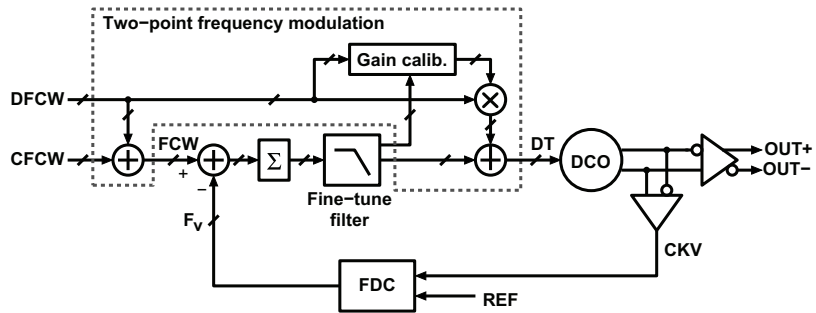 Two−point frequency modulation
Gain calib.
DFCW
CFCW
FCW
+
−
Σ
Fine−tune
filter
DT
DCO
OUT+
OUT−
CKV
Fv
FDC
REF